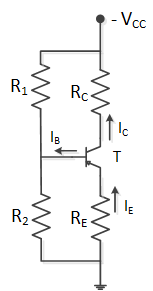 - V_CC
R_1
R_C
I_C
I_B
T
I_E
R_2
R_E